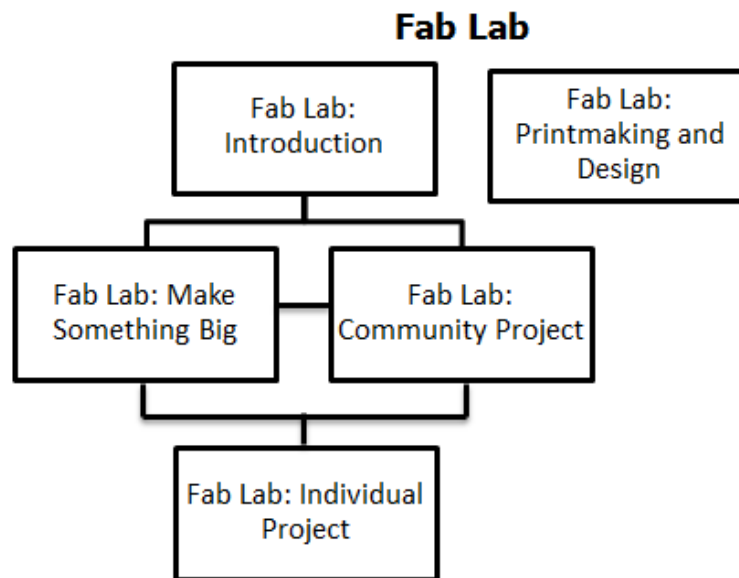 Fab Lab
Fab Lab:
Introduction
Fab Lab:
Printmaking and
Design
Fab Lab: Make
Something Big
Fab Lab:
Community Project
Fab Lab: Individual
Project